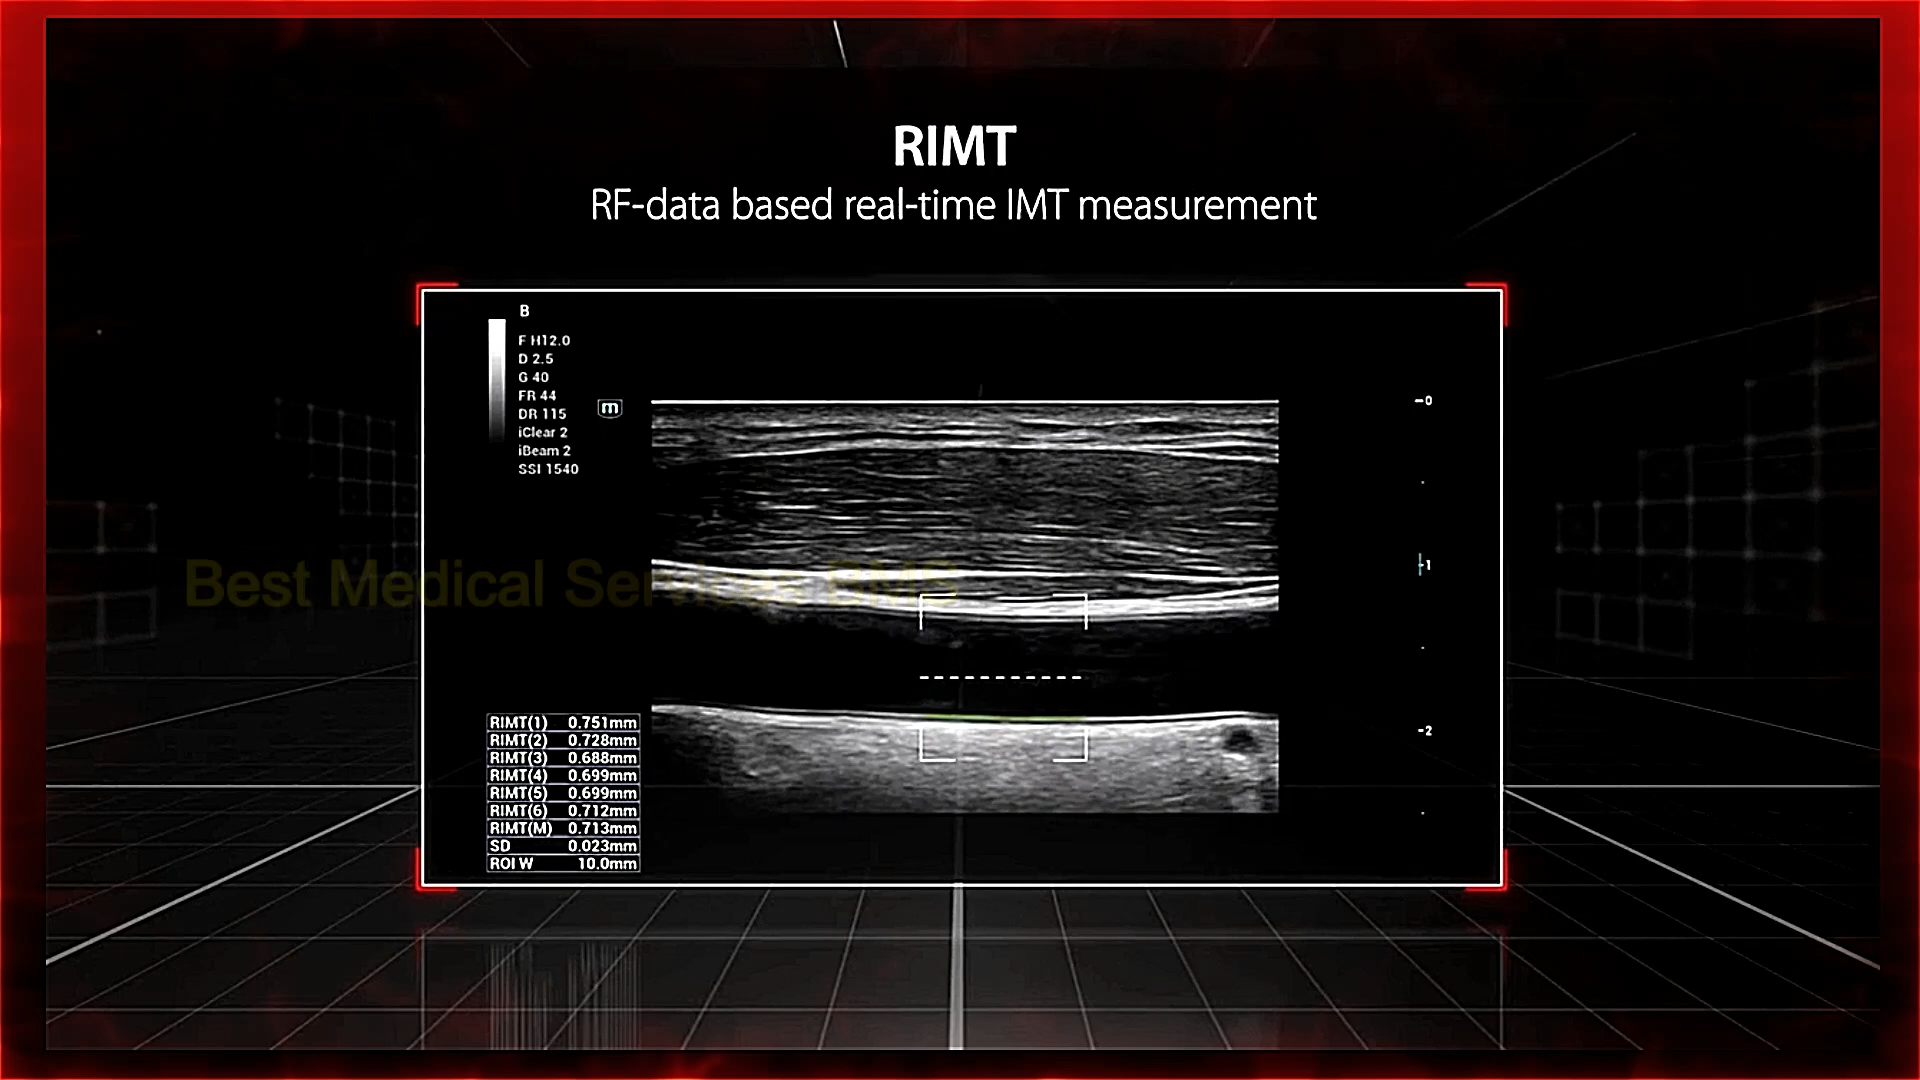 RIMT
RF-data based real-time IMT measurement
B
F H12.0
D 2.5
G 40
FR 44
DR 115
iClear 2
iBeam 2
SSI 1540
m
0
1
2
Best Medical Services BMS
RIMT(1) 0.751mm
RIMT(2) 0.728mm
RIMT(3) 0.688mm
RIMT(4) 0.699mm
RIMT(5) 0.699mm
RIMT(6) 0.712mm
RIMT(M) 0.713mm
SD 0.023mm
ROI W 10.0mm